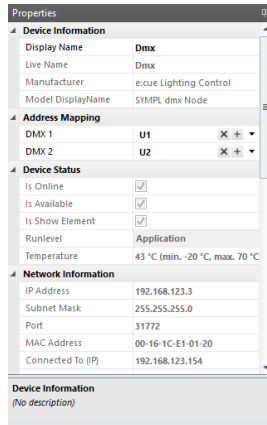 Properties
Device Information
Display Name Dmx
Live Name Dmx
Manufacturer e:cue Lighting Control
Model DisplayName SYMPL dmx Node
Address Mapping
DMX 1 U1
DMX 2 U2
Device Status
Is Online
Is Available
Is Show Element
Runlevel Application
Temperature 43 °C (min. -20 °C, max. 70 °C
Network Information
IP Address 192.168.123.3
Subnet Mask 255.255.255.0
Port 31772
MAC Address 00-16-1C-E1-01-20
Connected To (IP) 192.168.123.154
Device Information
(No description)